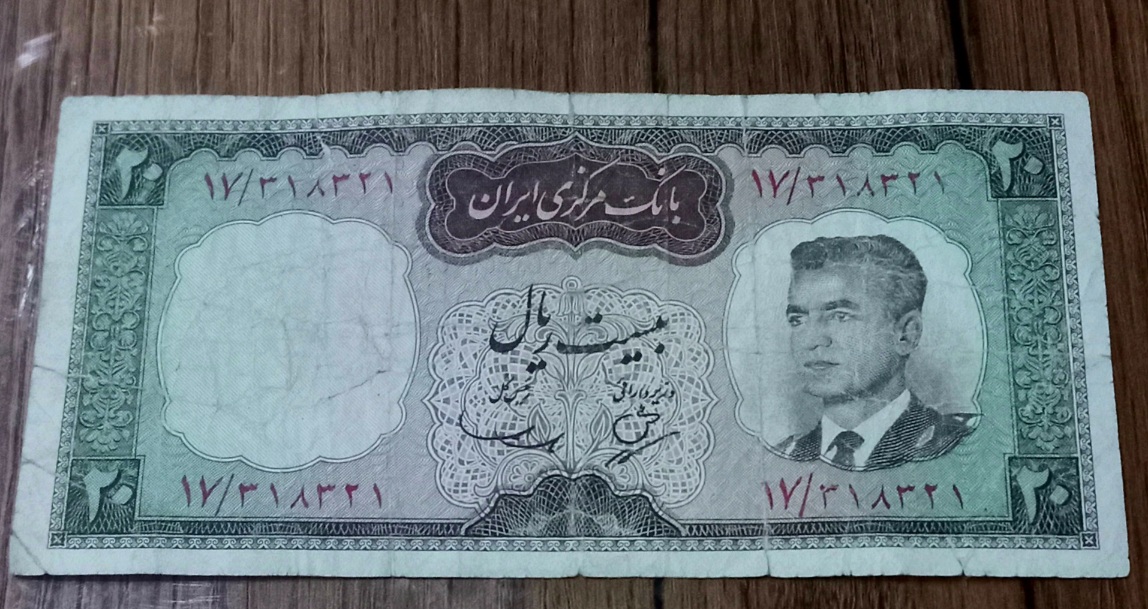 ۲۰
۲۰
۱۷/۳۱۸۳۲۱
۱۷/۳۱۸۳۲۱
بانک مرکزی ایران
بیست ریال
وزیر دارائی
رئیس کل
۱۷/۳۱۸۳۲۱
۱۷/۳۱۸۳۲۱
۲۰
۲۰